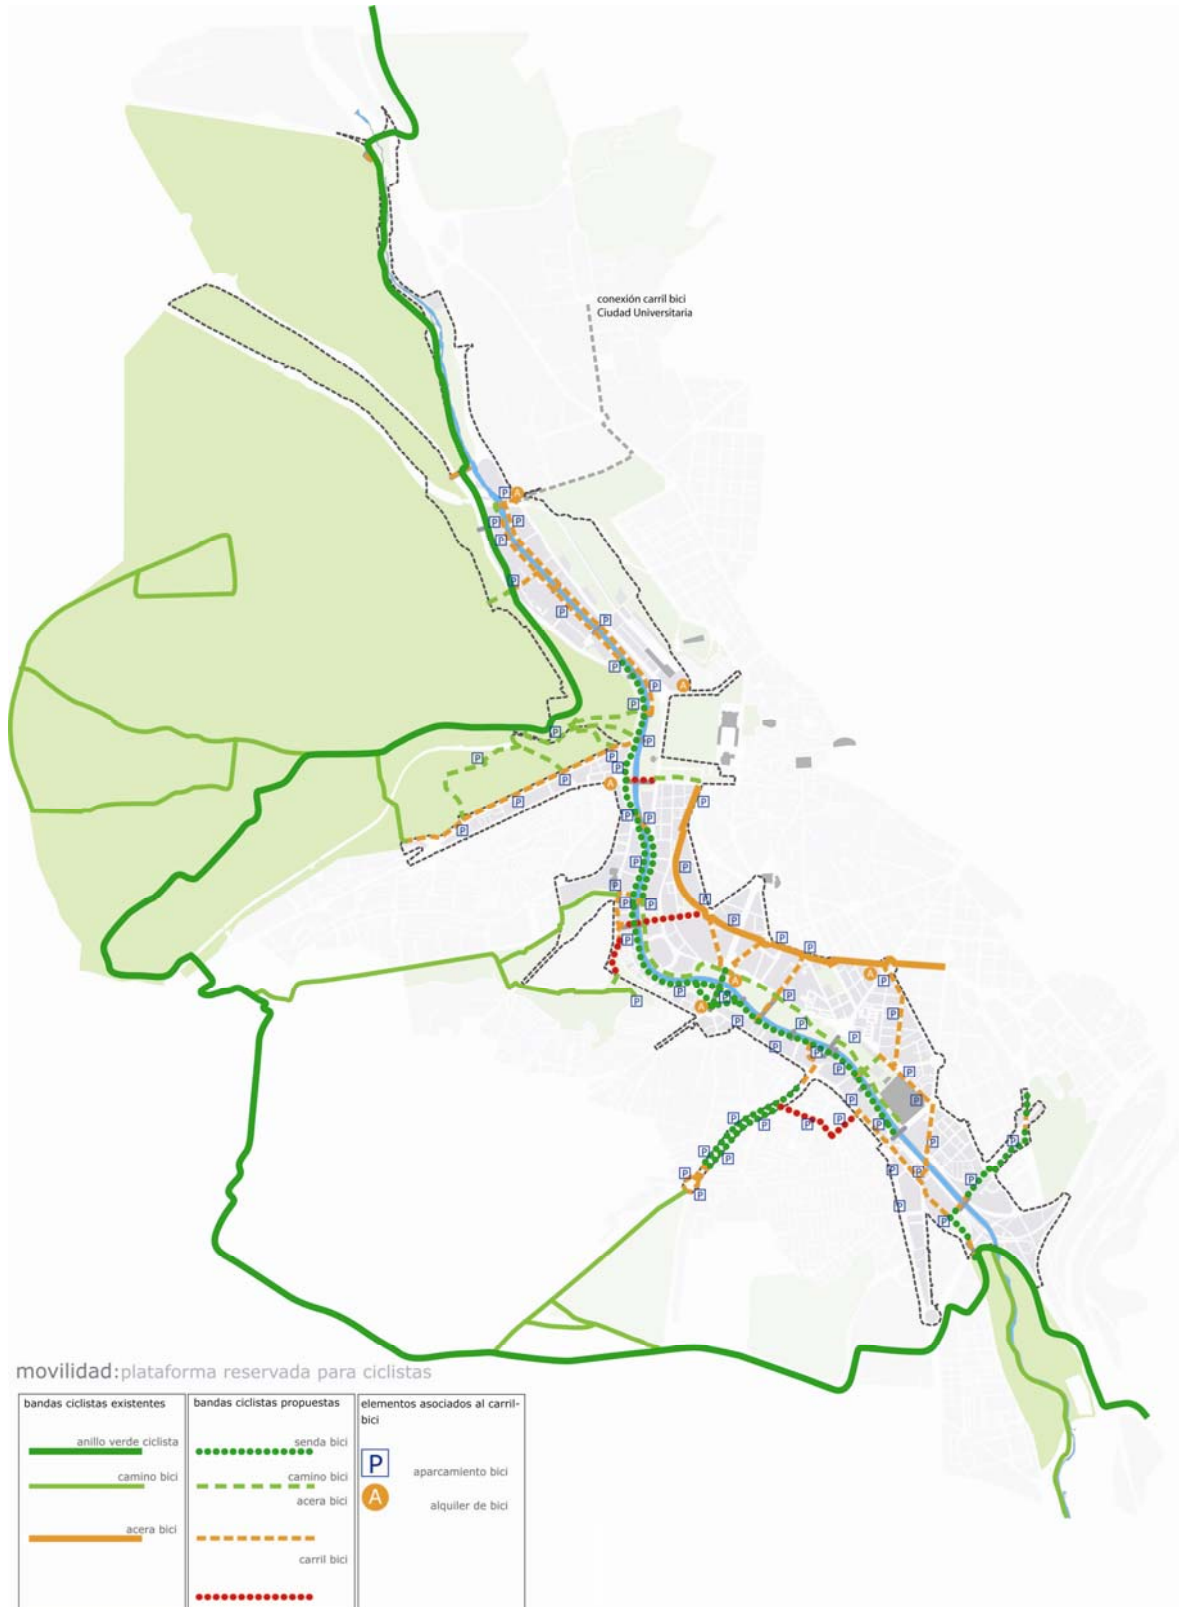 conexión carril bici
Ciudad Universitaria
movilidad:plataforma reservada para ciclistas
bandas ciclistas existentes
anillo verde ciclista
camino bici
acera bici
bandas ciclistas propuestas
senda bici
camino bici
acera bici
carril bici
elementos asociados al carril-
bici
P
aparcamiento bici
A
alquiler de bici